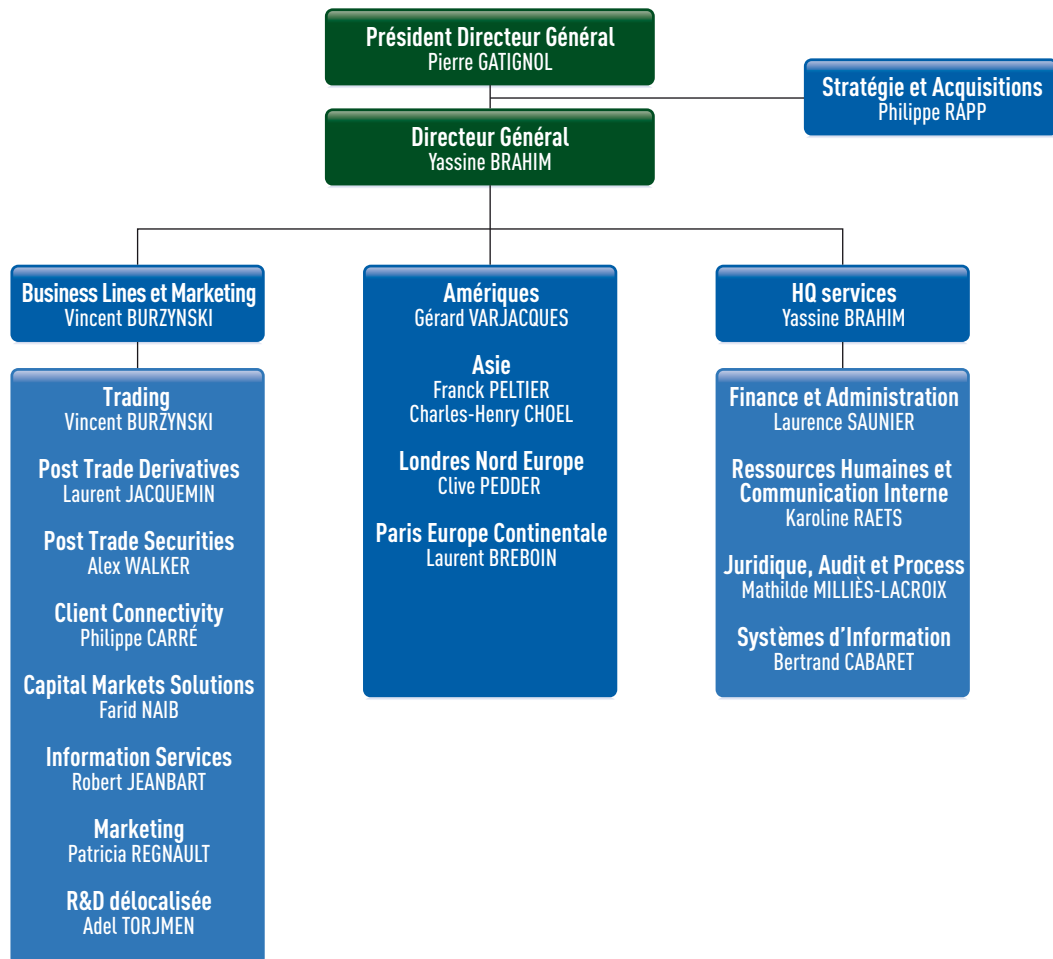 Président Directeur Général
Pierre GATIGNOL
Stratégie et Acquisitions
Philippe RAPP
Directeur Général
Yassine BRAHIM
Business Lines et Marketing
Vincent BURZYNSKI
Trading
Vincent BURZYNSKI
Post Trade Derivatives
Laurent JACQUEMIN
Post Trade Securities
Alex WALKER
Client Connectivity
Philippe CARRÉ
Capital Markets Solutions
Farid NAIB
Information Services
Robert JEANBART
Marketing
Patricia REGNAULT
R&D délocalisée
Adel TORJMEN
Amériques
Gérard VARJACQUES
Asie
Franck PELTIER
Charles-Henry CHOEL
Londres Nord Europe
Clive PEDDER
Paris Europe Continentale
Laurent BREBOIN
HQ services
Yassine BRAHIM
Finance et Administration
Laurence SAUNIER
Ressources Humaines et
Communication Interne
Karoline RAETS
Juridique, Audit et Process
Mathilde MILLIÈS-LACROIX
Systèmes d'Information
Bertrand CABARET